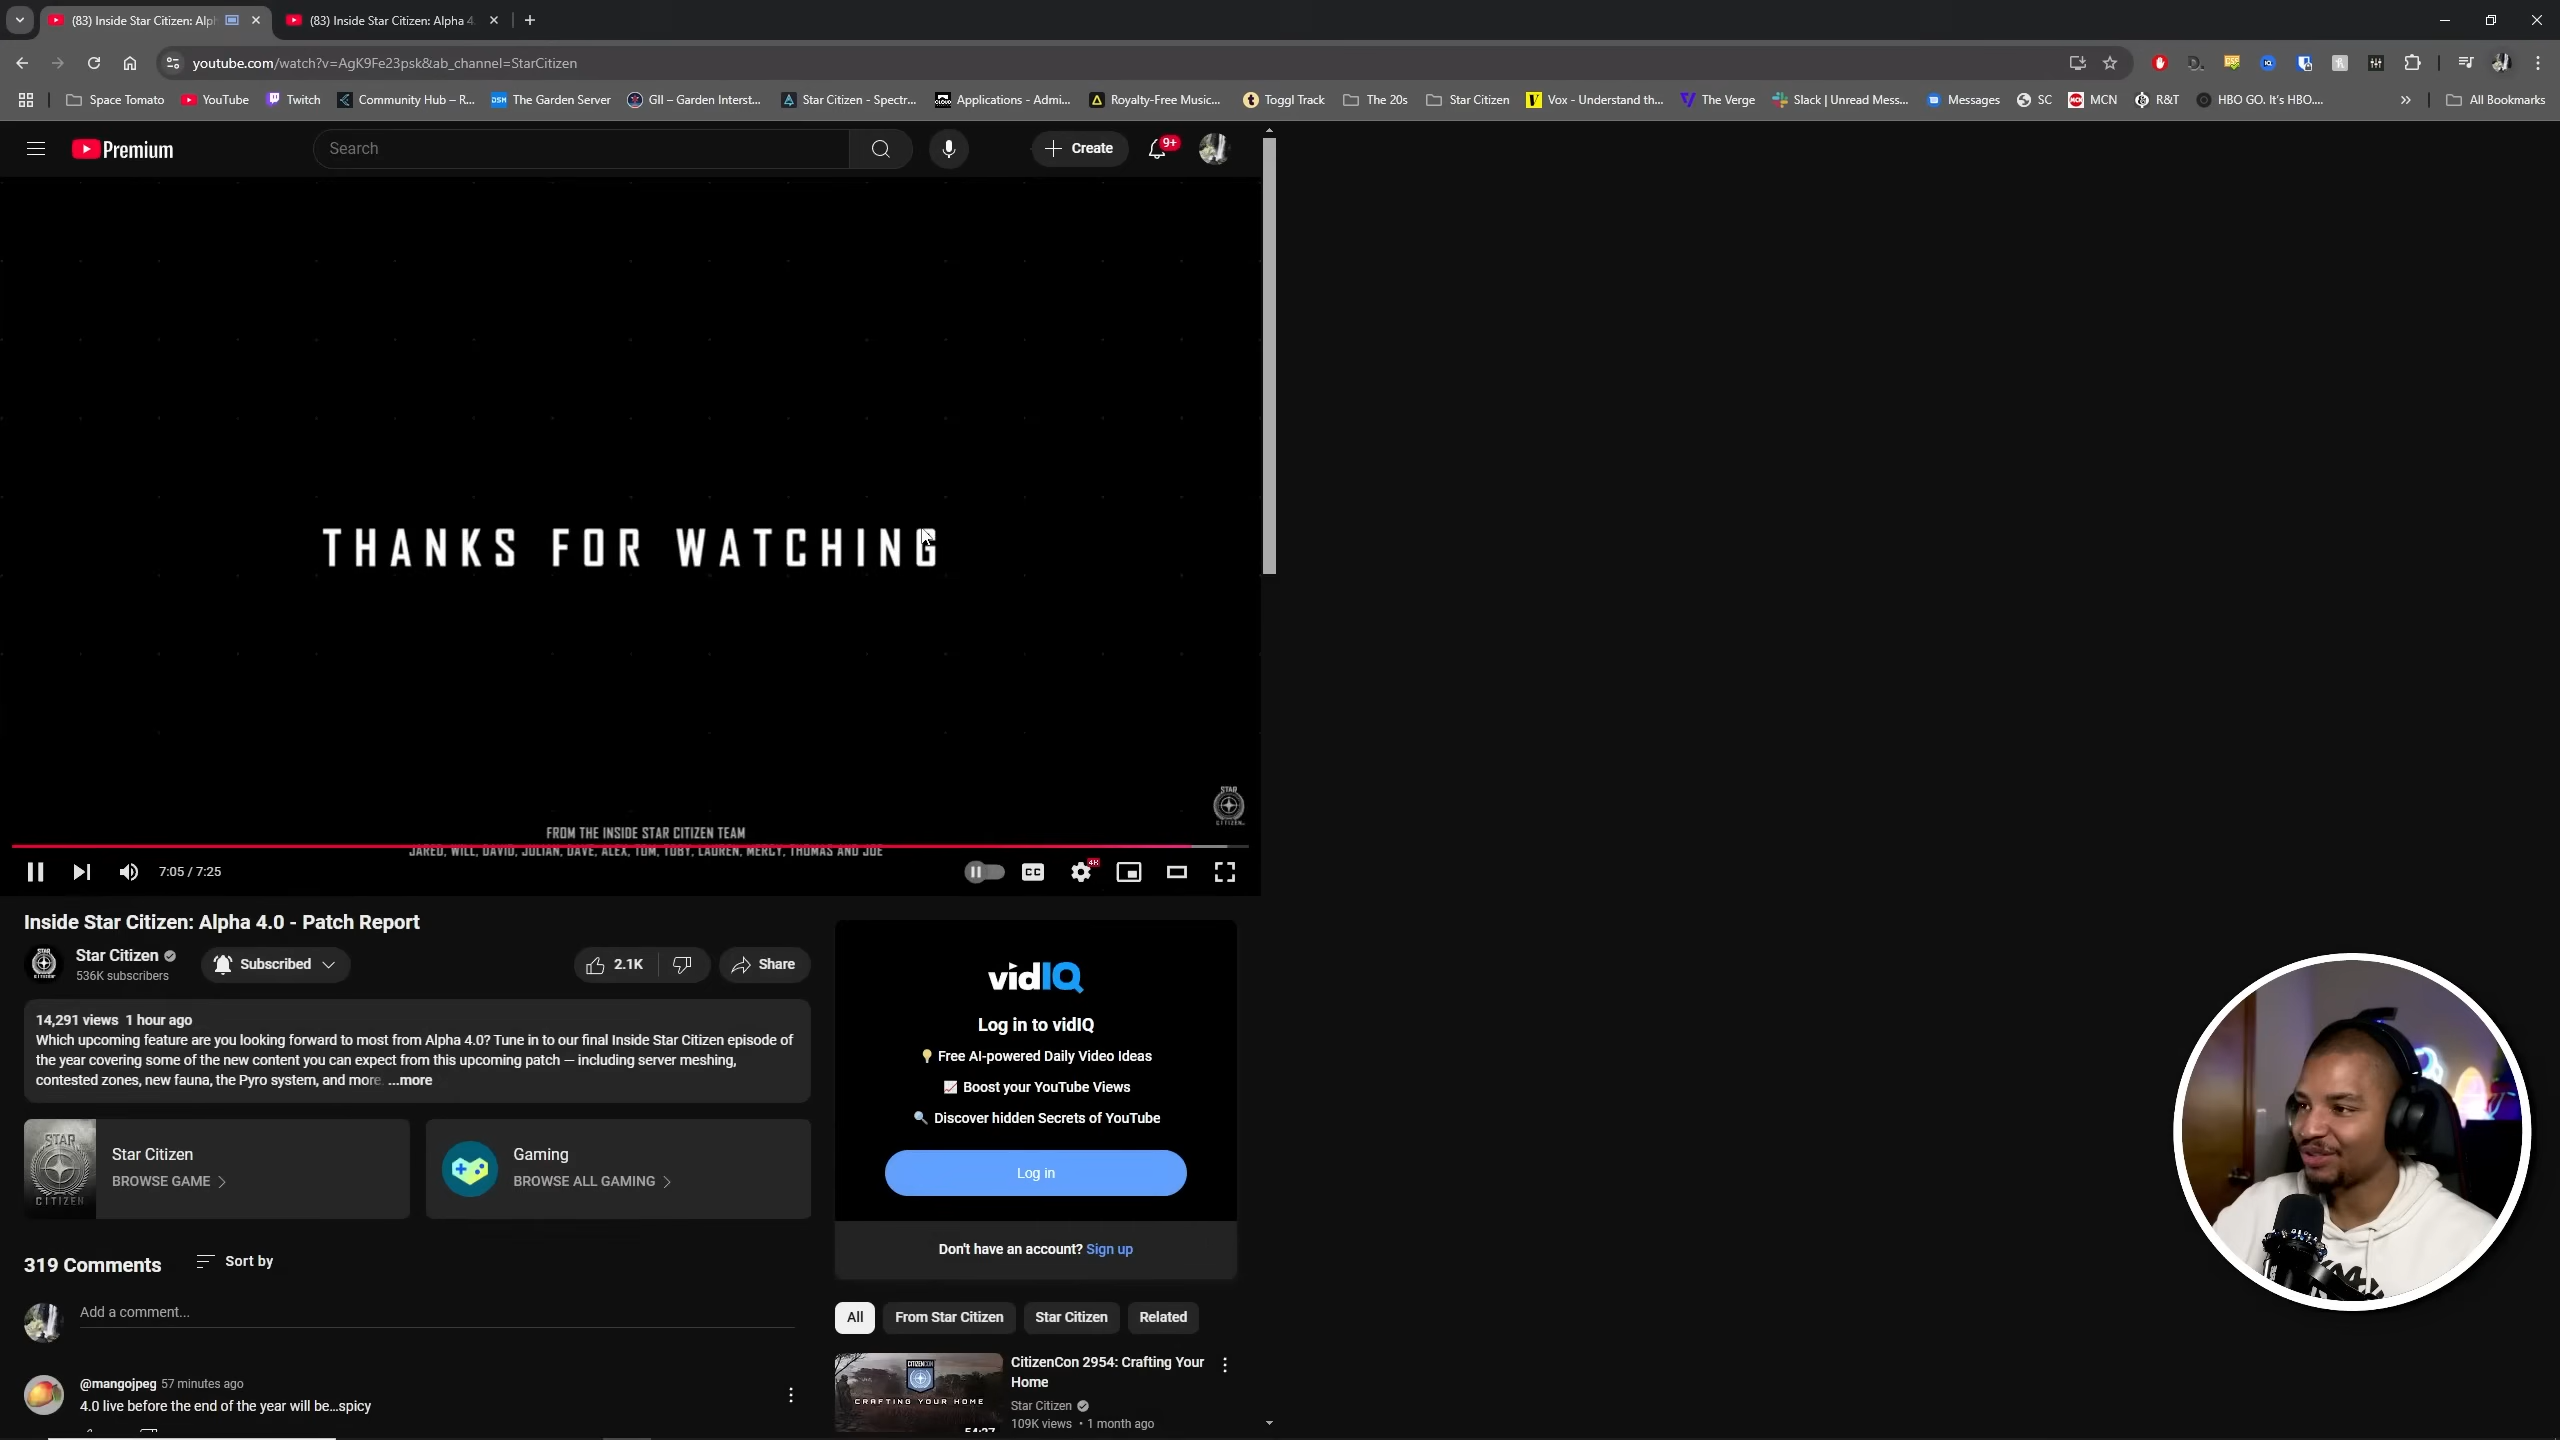 (83) Inside Star Citizen: Alph
(83) Inside Star Citizen: Alpha 4
youtube.com/watch?v=AgK9Fe23psk&ab_channel=StarCitizen
Space Tomato
YouTube
Twitch
Community Hub – R...
DSM
The Garden Server
GII – Garden Interst...
Star Citizen - Spectr...
Applications - Admi...
Royalty-Free Music...
Toggl Track
The 20s
Star Citizen
Vox - Understand th...
The Verge
Slack | Unread Mess...
Messages
SC
MCN
R&T
HBO GO. It's HBO....
All Bookmarks
Premium
Search
Create
9+
THANKS FOR WATCHING
STAR
CITIZEN
FROM THE INSIDE STAR CITIZEN TEAM
JARED, WILL, DAVID, JULIAN, DAVE, ALEX, TOM, TOBY, LAUREN, MERCY, THOMAS AND JOE
7:05 / 7:25
CC
4K
Inside Star Citizen: Alpha 4.0 - Patch Report
Star Citizen
536K subscribers
Subscribed
2.1K
Share
14,291 views 1 hour ago
Which upcoming feature are you looking forward to most from Alpha 4.0? Tune in to our final Inside Star Citizen episode of
the year covering some of the new content you can expect from this upcoming patch — including server meshing,
contested zones, new fauna, the Pyro system, and more. ...more
STAR
CITIZEN
Star Citizen
BROWSE GAME
Gaming
BROWSE ALL GAMING
319 Comments
Sort by
Add a comment...
@mangojpeg 57 minutes ago
4.0 live before the end of the year will be...spicy
vidIQ
Log in to vidIQ
Free AI-powered Daily Video Ideas
Boost your YouTube Views
Discover hidden Secrets of YouTube
Log in
Don't have an account? Sign up
All
From Star Citizen
Star Citizen
Related
CITIZENCON
CRAFTING YOUR HOME
54:37
CitizenCon 2954: Crafting Your
Home
Star Citizen
109K views • 1 month ago